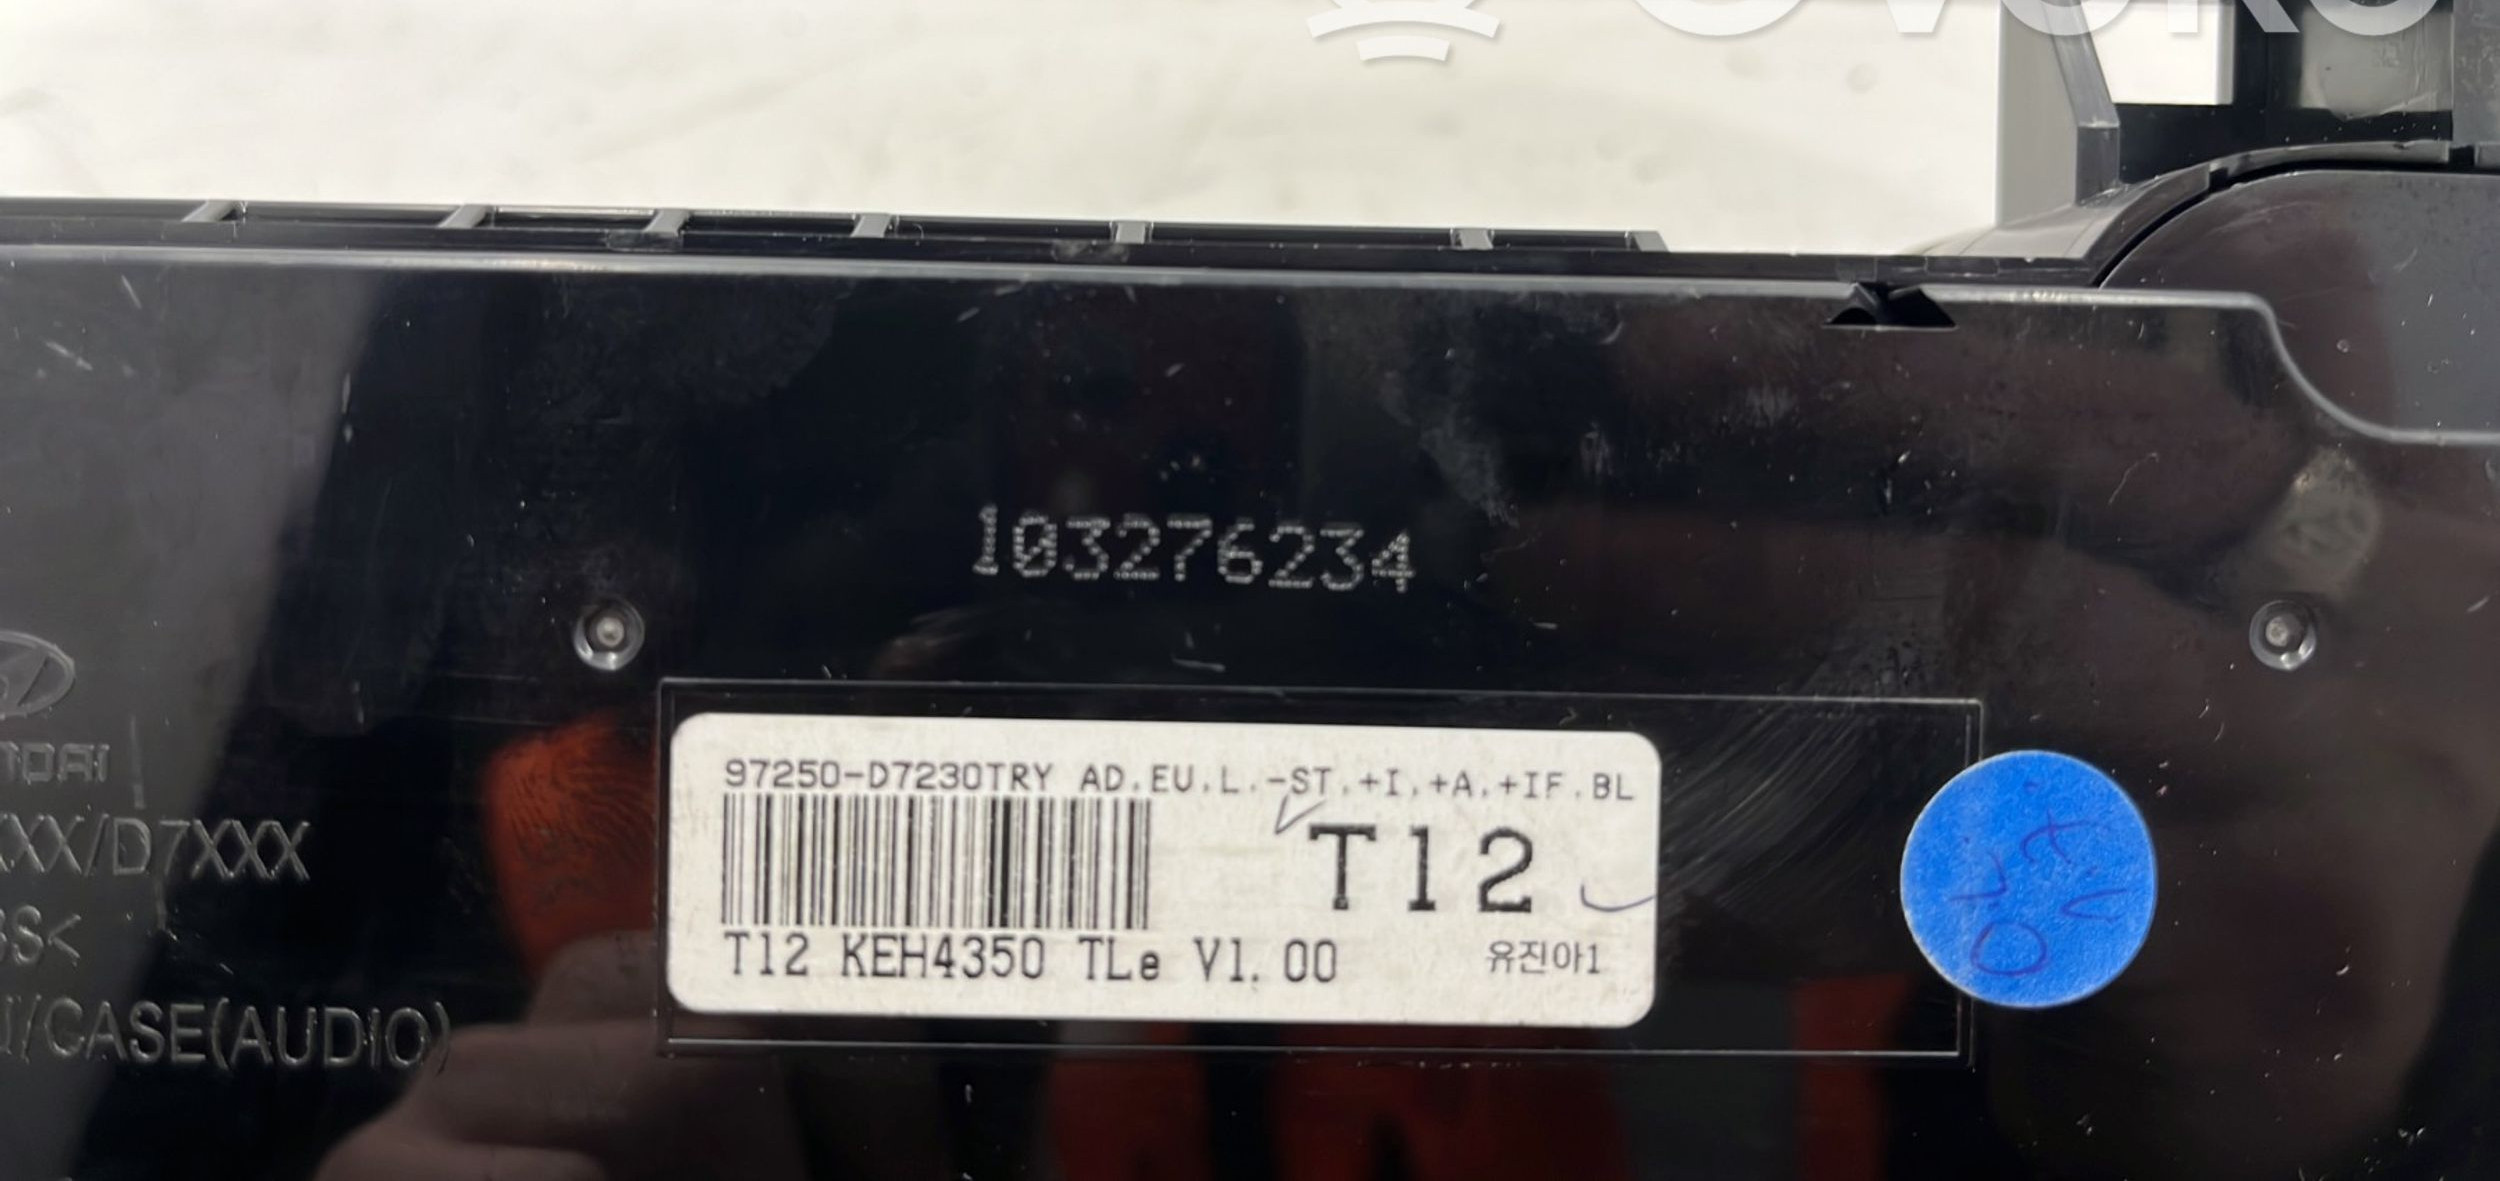 103276234
97250-D7230TRY AD.EU.L.-ST.+I.+A.+IF.BL
T12
T12 KEH4350 TLe V1.00
유진아1
XX/D7XXX
/CASE(AUDIO)